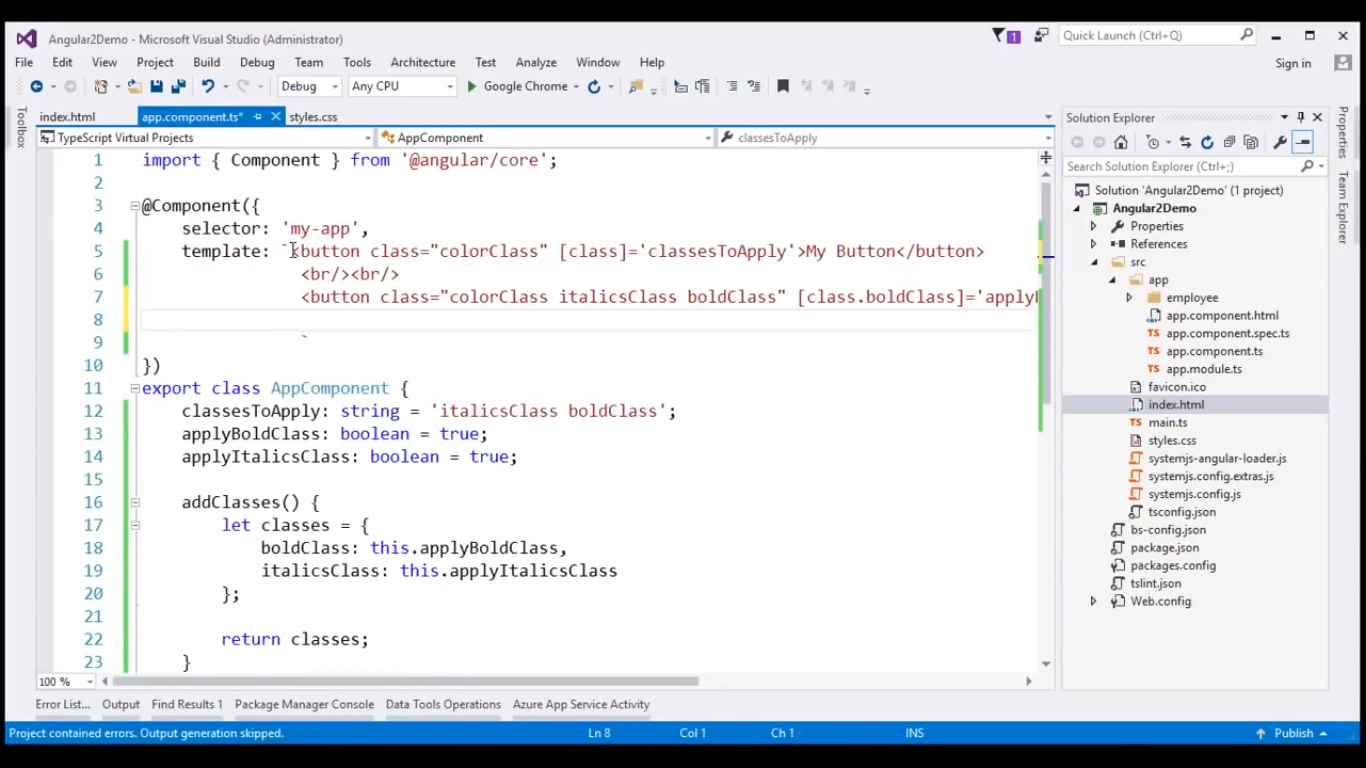 Angular2Demo - Microsoft Visual Studio (Administrator)
1
Quick Launch (Ctrl+Q)
File Edit View Project Build Debug Team Tools Architecture Test Analyze Window Help
Sign in
Debug Any CPU Google Chrome
Toolbox
index.html app.component.ts* styles.css
TypeScript Virtual Projects AppComponent classesToApply
1 import { Component } from '@angular/core';
2
3 @Component({
4 selector: 'my-app',
5 template: `<button class="colorClass" [class]='classesToApply'>My Button</button>
6 <br/><br/>
7 <button class="colorClass italicsClass boldClass" [class.boldClass]='applyB
8
9 `
10 })
11 export class AppComponent {
12 classesToApply: string = 'italicsClass boldClass';
13 applyBoldClass: boolean = true;
14 applyItalicsClass: boolean = true;
15
16 addClasses() {
17 let classes = {
18 boldClass: this.applyBoldClass,
19 italicsClass: this.applyItalicsClass
20 };
21
22 return classes;
23 }
100 %
Solution Explorer
Search Solution Explorer (Ctrl+;)
Solution 'Angular2Demo' (1 project)
Angular2Demo
Properties
References
src
app
employee
app.component.html
app.component.spec.ts
app.component.ts
app.module.ts
favicon.ico
index.html
main.ts
styles.css
systemjs-angular-loader.js
systemjs.config.extras.js
systemjs.config.js
tsconfig.json
bs-config.json
package.json
packages.config
tslint.json
Web.config
Properties
Team Explorer
Error List... Output Find Results 1 Package Manager Console Data Tools Operations Azure App Service Activity
Project contained errors. Output generation skipped. Ln 8 Col 1 Ch 1 INS Publish